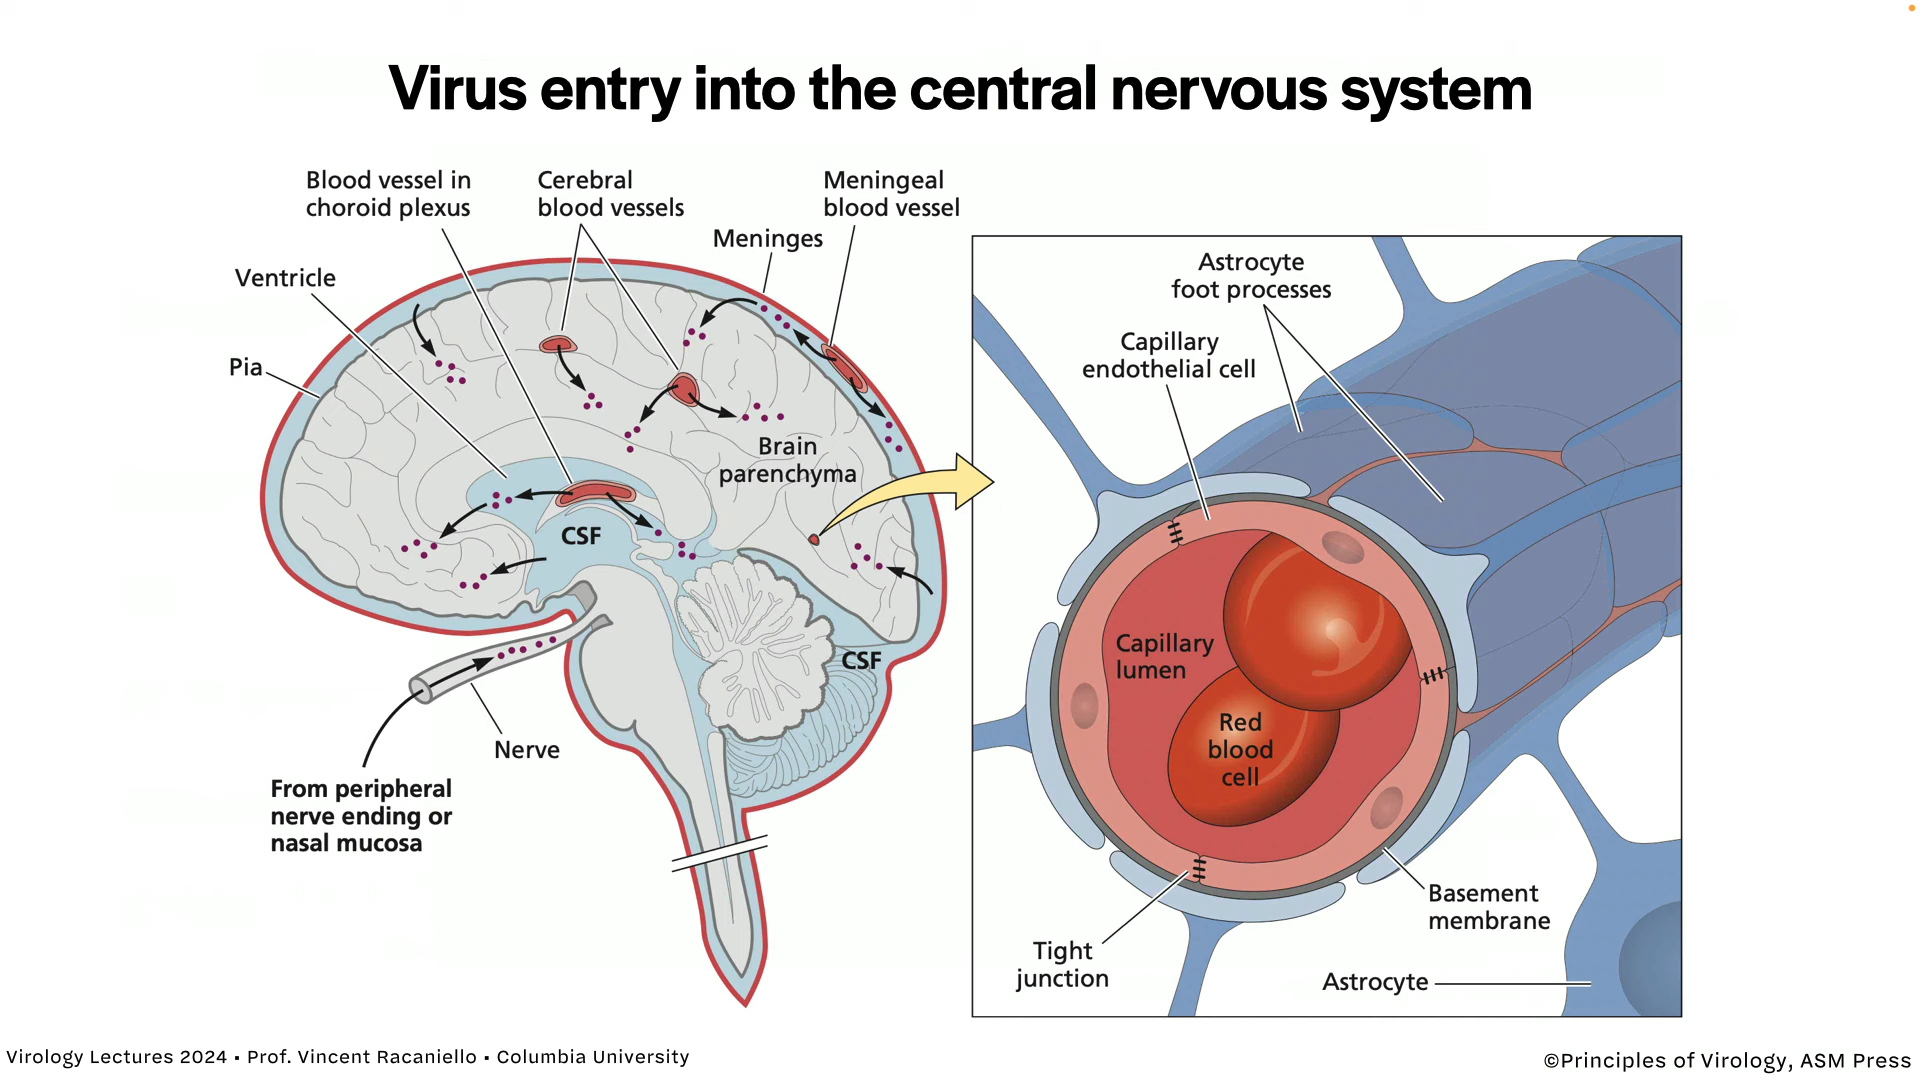 Virus entry into the central nervous system
Blood vessel in
choroid plexus
Cerebral
blood vessels
Meningeal
blood vessel
Meninges
Ventricle
Pia
Brain
parenchyma
CSF
CSF
Nerve
From peripheral
nerve ending or
nasal mucosa
Astrocyte
foot processes
Capillary
endothelial cell
Capillary
lumen
Red
blood
cell
Basement
membrane
Tight
junction
Astrocyte
Virology Lectures 2024 • Prof. Vincent Racaniello • Columbia University
©Principles of Virology, ASM Press